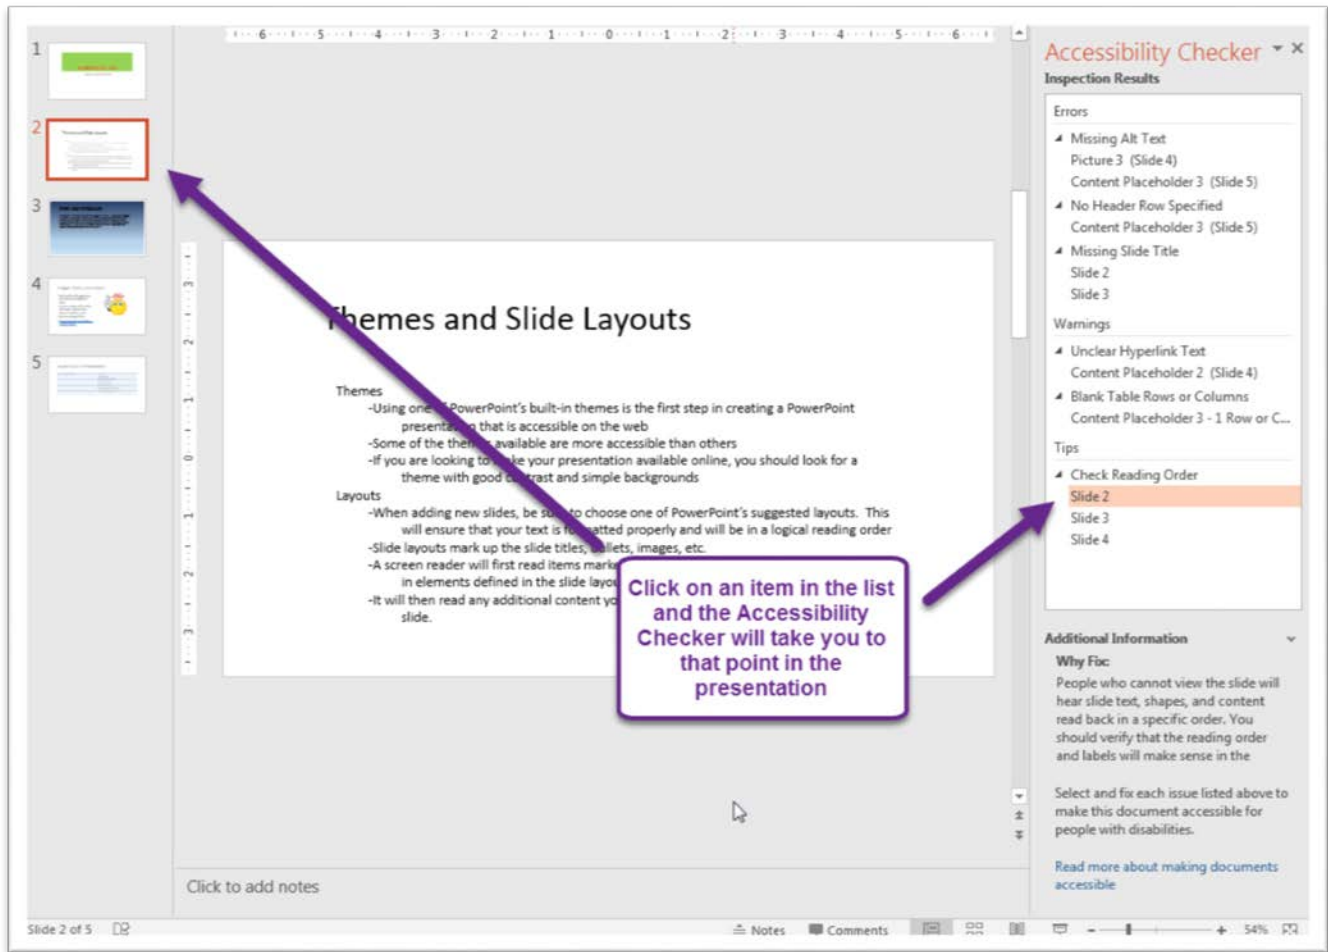 1
2
3
4
5
Themes and Slide Layouts
Themes
-Using one of PowerPoint's built-in themes is the first step in creating a PowerPoint
that is accessible on the web
-Some of the themes available are more accessible than others
-If you are looking to make your presentation available online, you should look for a
theme with good contrast and simple backgrounds
Layouts
-When adding new slides, be sure to choose one of PowerPoint's suggested layouts. This
will ensure that your text is formatted properly and will be in a logical reading order
-Slide layouts mark up the slide titles, bullets, images, etc.
-A screen reader will first read items
in elements defined in the slide
-It will then read any additional content
slide.
Click on an item in the list
and the Accessibility
Checker will take you to
that point in the
presentation
Click to add notes
Accessibility Checker
Inspection Results
Errors
Missing Alt Text
Picture 3 (Slide 4)
Content Placeholder 3 (Slide 5)
No Header Row Specified
Content Placeholder 3 (Slide 5)
Missing Slide Title
Slide 2
Slide 3
Warnings
Unclear Hyperlink Text
Content Placeholder 2 (Slide 4)
Blank Table Rows or Columns
Content Placeholder 3 - 1 Row or C...
Tips
Check Reading Order
Slide 2
Slide 3
Slide 4
Additional Information
Why Fix:
People who cannot view the slide will
hear slide text, shapes, and content
read back in a specific order. You
should verify that the reading order
and labels will make sense in the
Select and fix each issue listed above to
make this document accessible for
people with disabilities.
Read more about making documents
accessible
Slide 2 of 5
Notes
Comments
54%